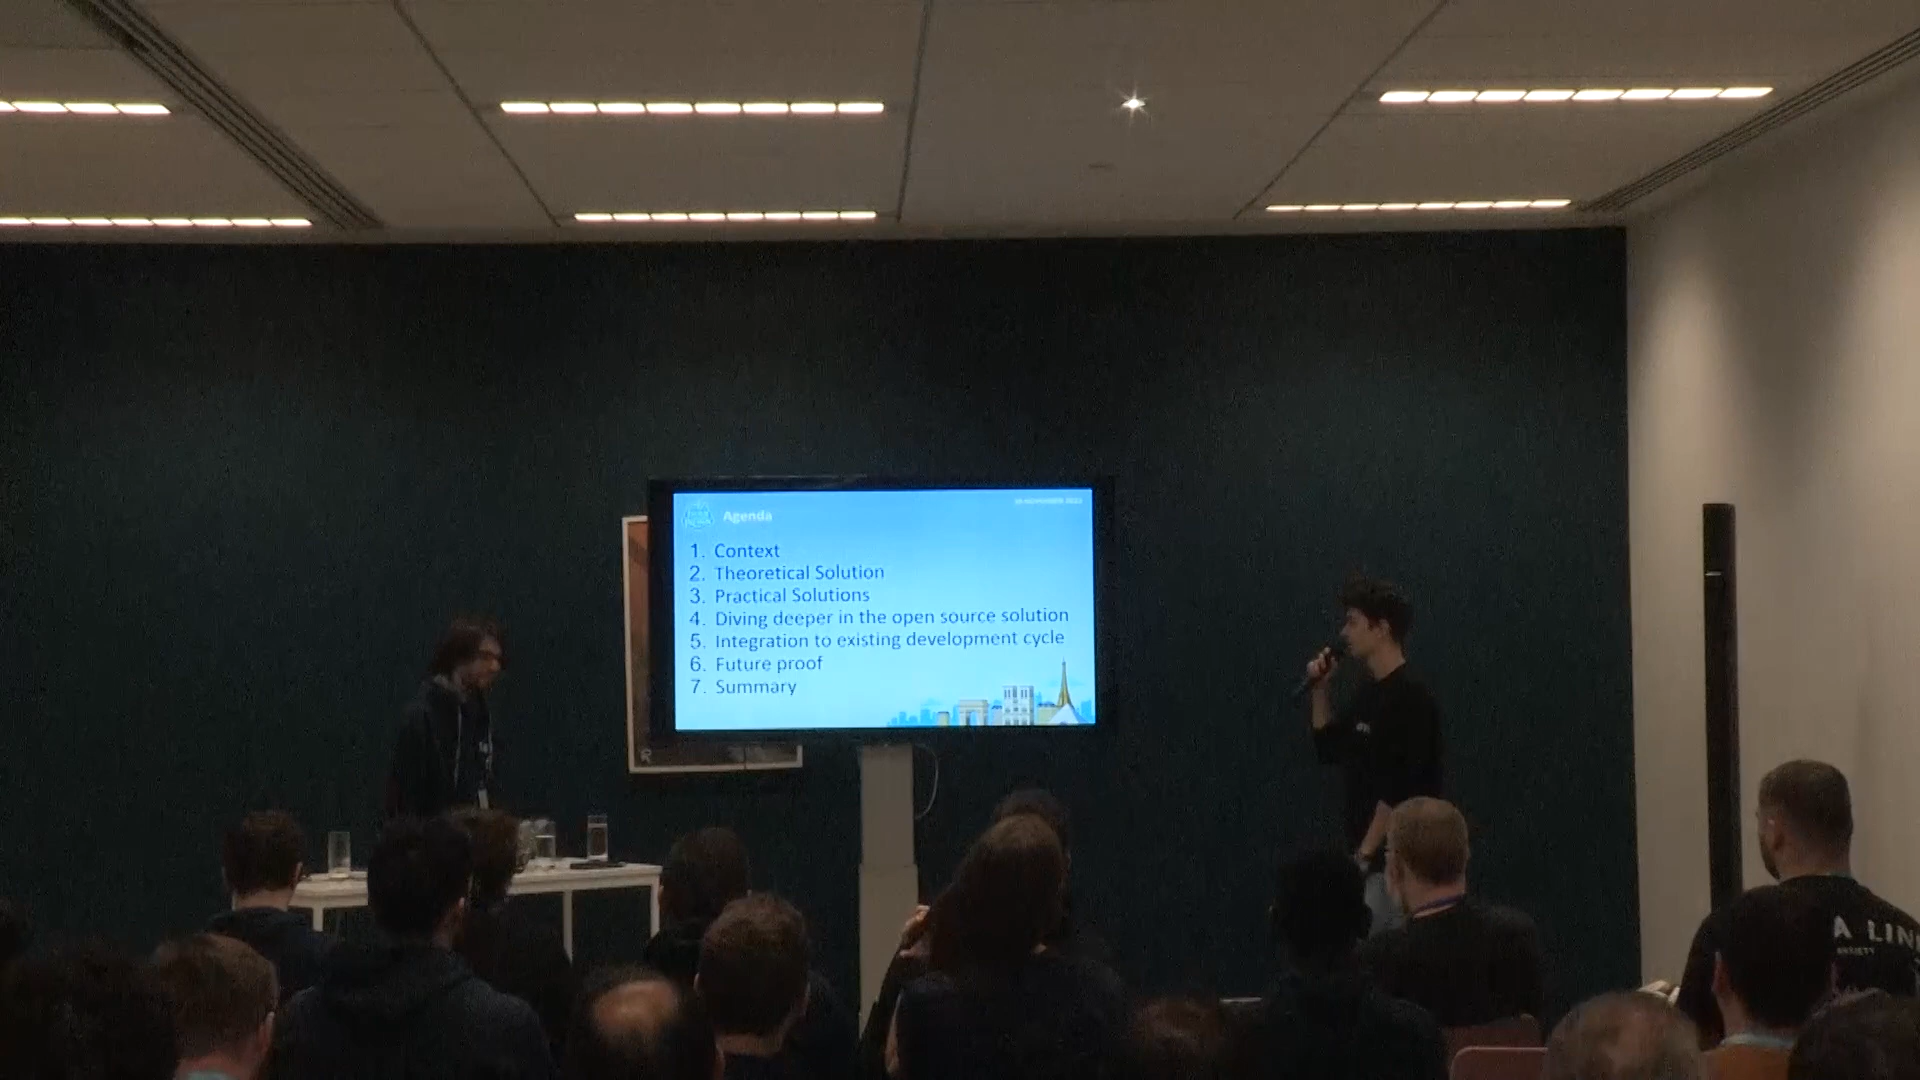 Agenda
1. Context
2. Theoretical Solution
3. Practical Solutions
4. Diving deeper in the open source solution
5. Integration to existing development cycle
6. Future proof
7. Summary
A LIN